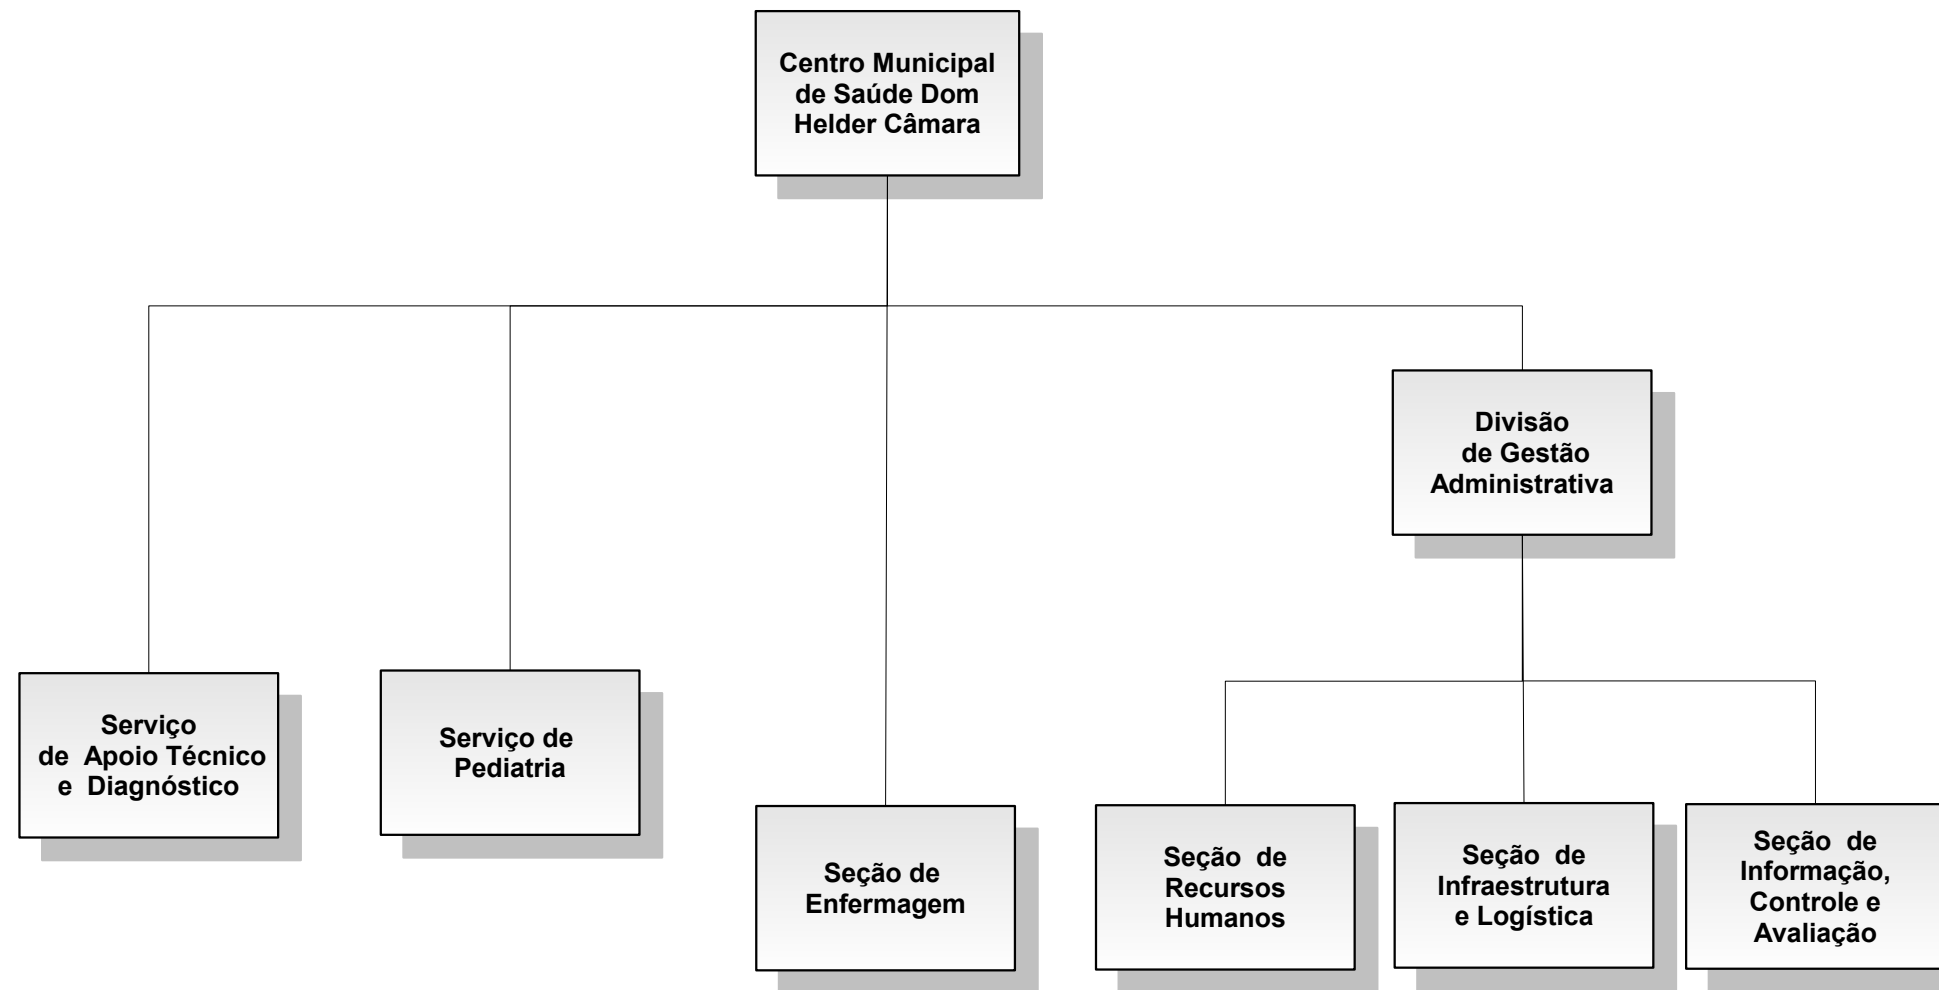 Centro Municipal
de Saúde Dom
Helder Câmara
Divisão
de Gestão
Administrativa
Serviço
de Apoio Técnico
e Diagnóstico
Serviço de
Pediatria
Seção de
Enfermagem
Seção de
Recursos
Humanos
Seção de
Infraestrutura
e Logística
Seção de
Informação,
Controle e
Avaliação